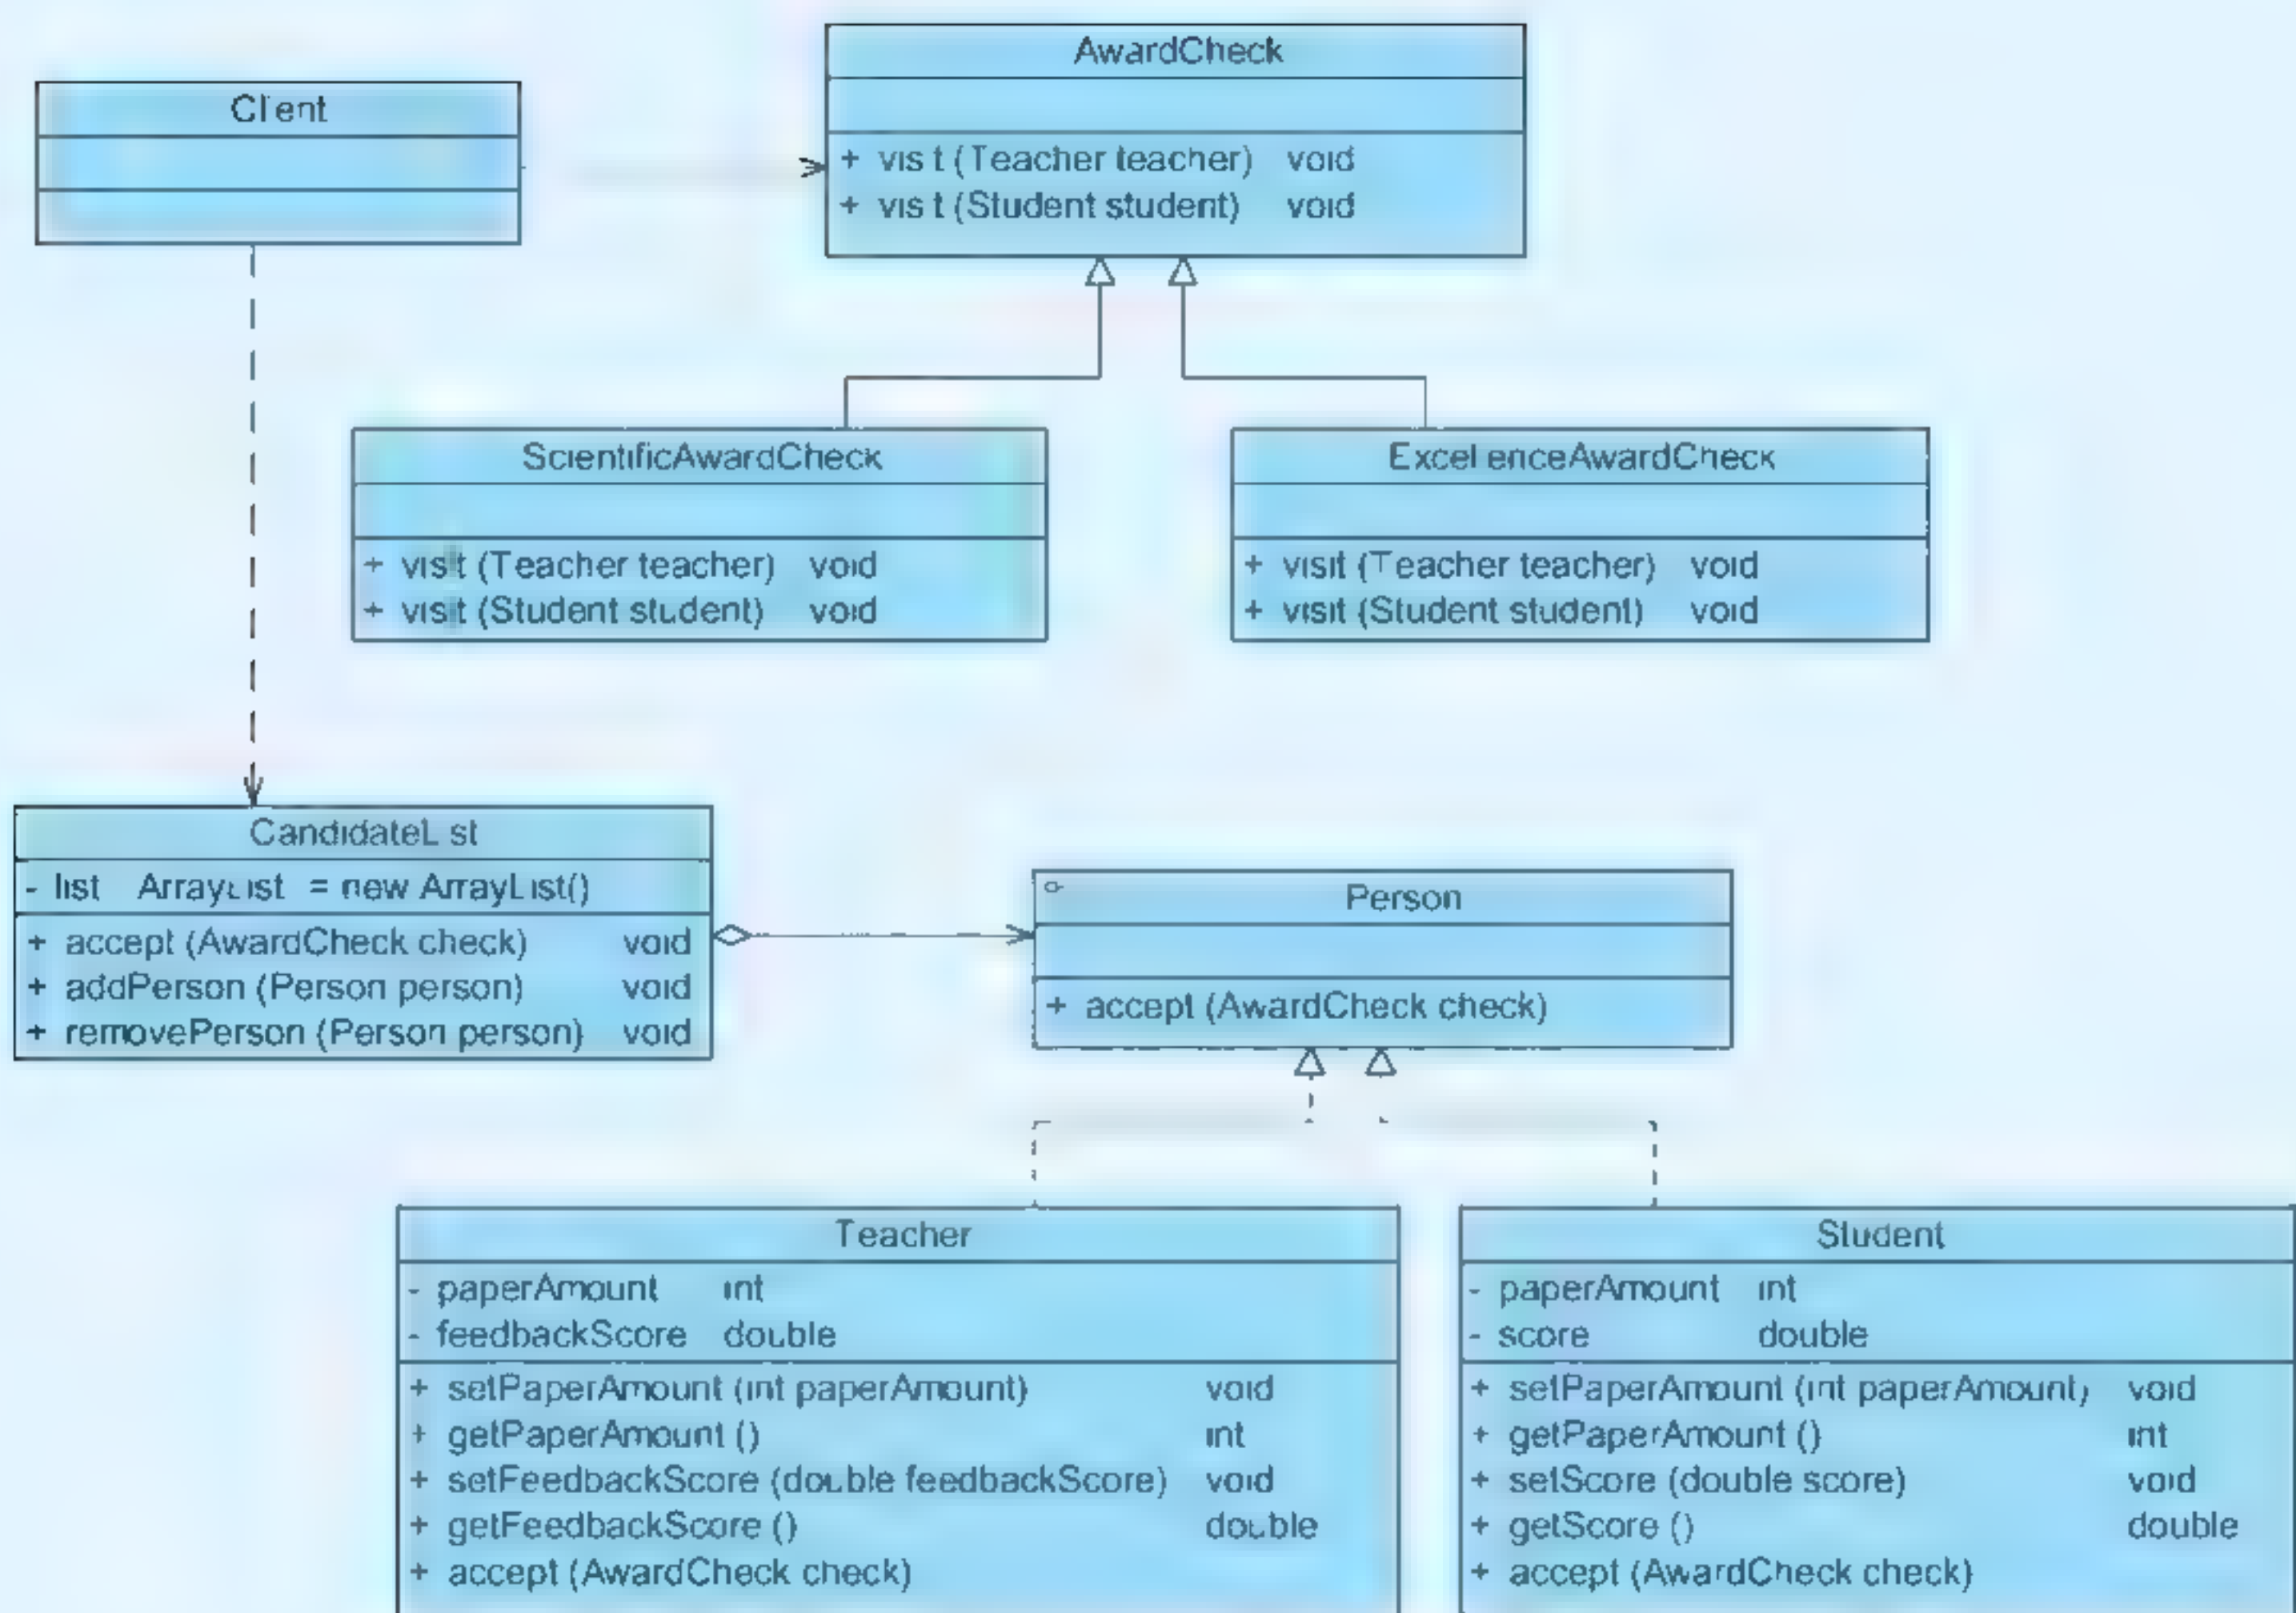 Client
AwardCheck
+ visit (Teacher teacher) void
+ visit (Student student) void
ScientificAwardCheck
+ visit (Teacher teacher) void
+ visit (Student student) void
ExcellenceAwardCheck
+ visit (Teacher teacher) void
+ visit (Student student) void
CandidateList
- list ArrayList = new ArrayList()
+ accept (AwardCheck check) void
+ addPerson (Person person) void
+ removePerson (Person person) void
Person
+ accept (AwardCheck check)
Teacher
- paperAmount int
- feedbackScore double
+ setPaperAmount (int paperAmount) void
+ getPaperAmount () int
+ setFeedbackScore (double feedbackScore) void
+ getFeedbackScore () double
+ accept (AwardCheck check)
Student
- paperAmount int
- score double
+ setPaperAmount (int paperAmount) void
+ getPaperAmount () int
+ setScore (double score) void
+ getScore () double
+ accept (AwardCheck check)